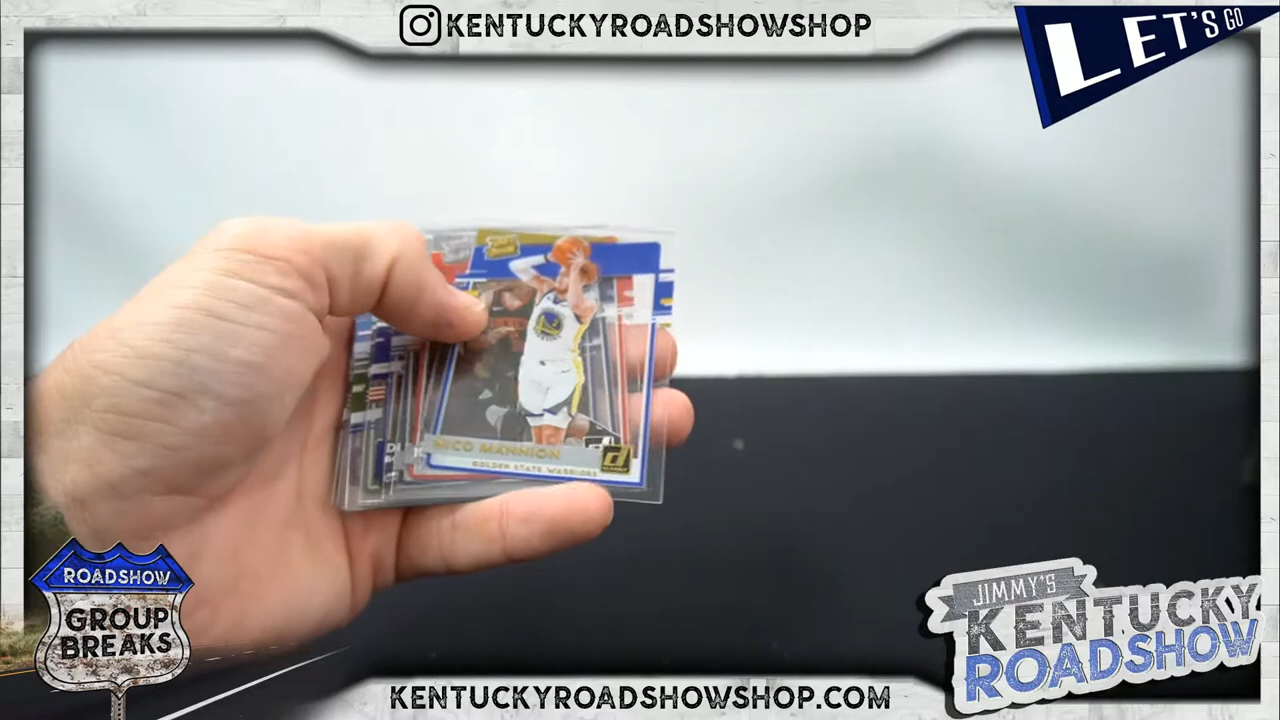 KENTUCKYROADSHOWSHOP
LET'S GO
NICO MANNION
GOLDEN STATE WARRIORS
ROADSHOW
GROUP
BREAKS
JIMMY'S
KENTUCKY
ROADSHOW
KENTUCKYROADSHOWSHOP.COM